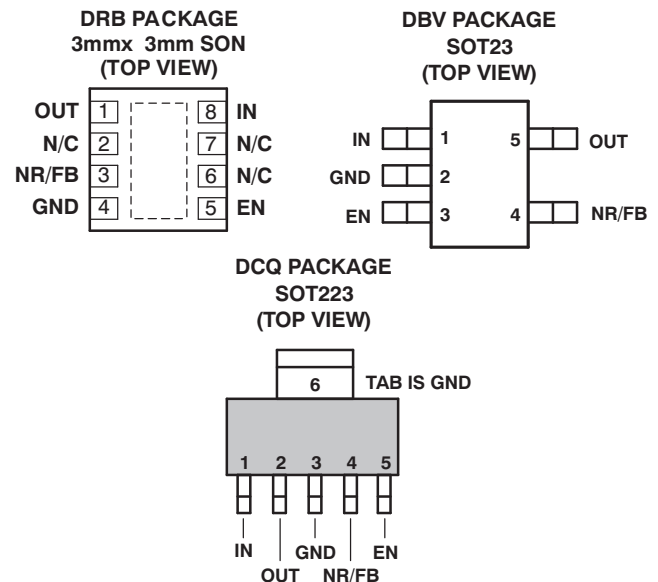 DRB PACKAGE
3mmx 3mm SON
(TOP VIEW)
OUT 1 8 IN
N/C 2 7 N/C
NR/FB 3 6 N/C
GND 4 5 EN
DBV PACKAGE
SOT23
(TOP VIEW)
IN 1 5 OUT
GND 2
EN 3 4 NR/FB
DCQ PACKAGE
SOT223
(TOP VIEW)
6 TAB IS GND
1 2 3 4 5
IN GND EN
OUT NR/FB